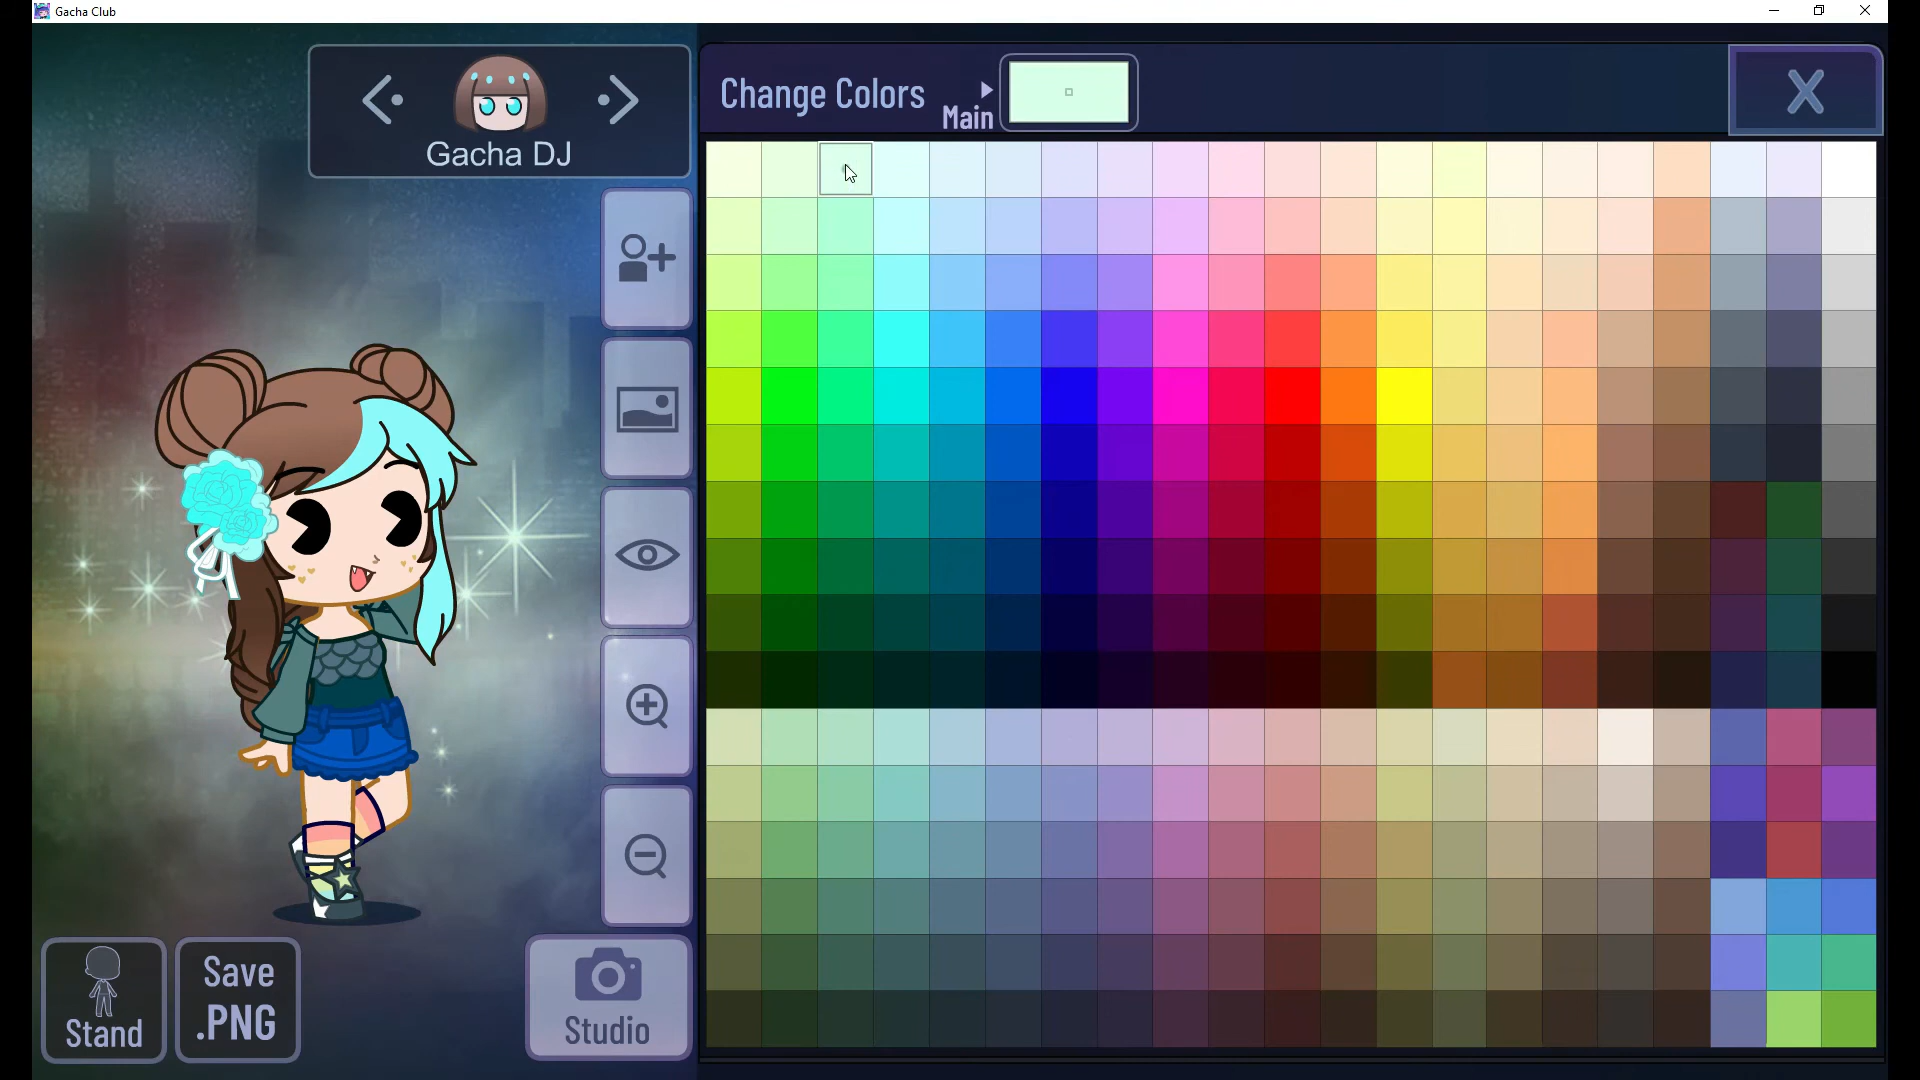 Gacha Club
Gacha DJ
Change Colors
Main
X
Stand
Save
.PNG
Studio